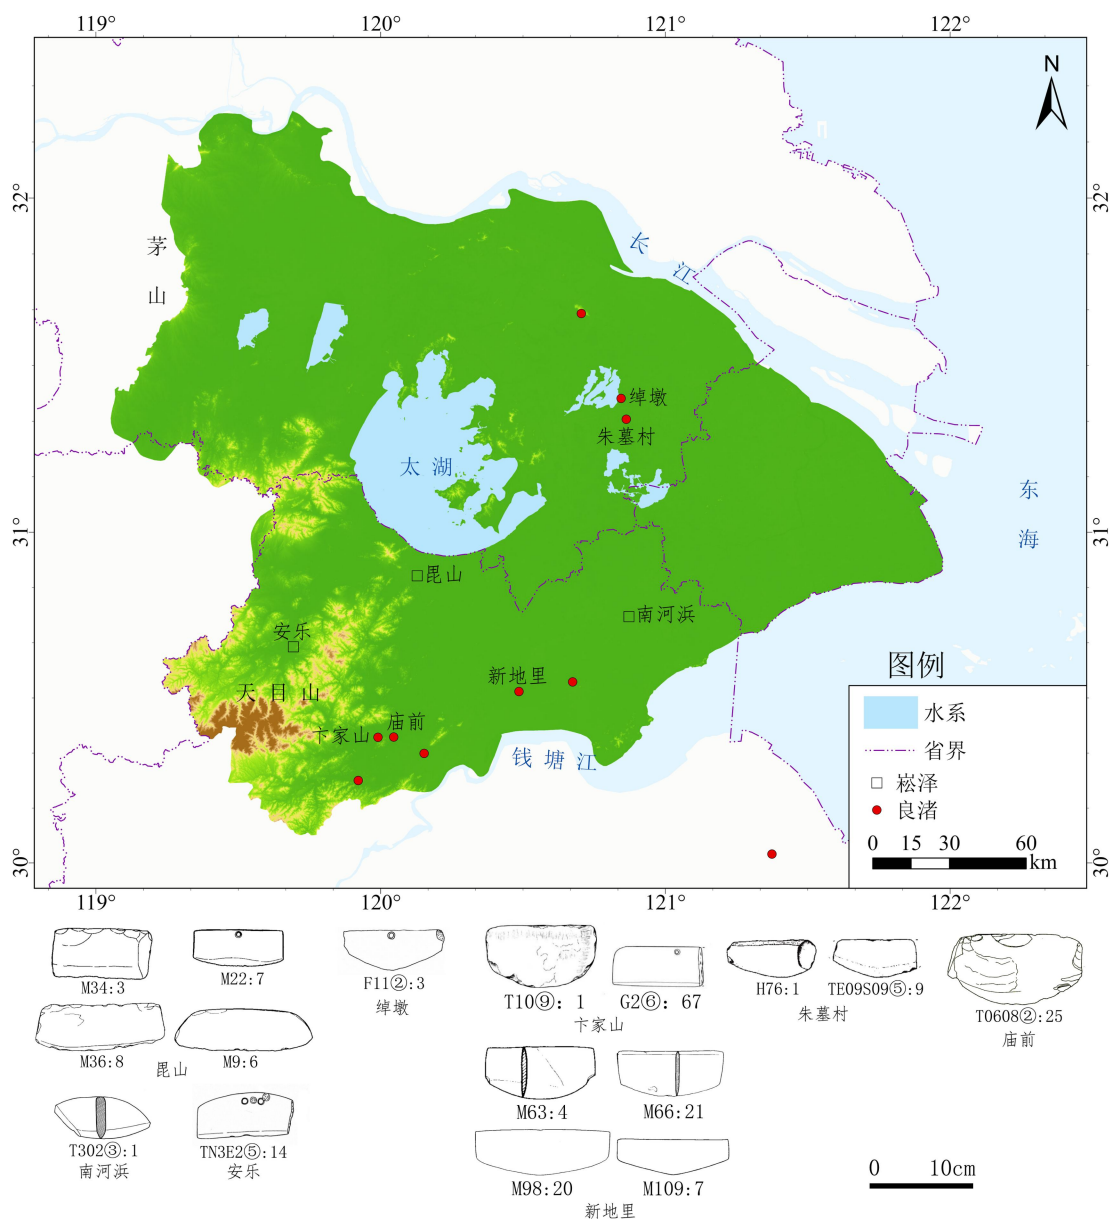 119° 120° 121° 122°
N
32° 32°
茅山
长江
绰墩
朱墓村
太湖
31° 31°
东海
昆山
南河浜
安乐
新地里
天目山
卞家山 庙前
钱塘江
30° 30°
图例
水系
省界
崧泽
良渚
0 15 30 60
km
119° 120° 121° 122°
M34:3 M22:7
M36:8 M9:6
昆山
T302③:1
南河浜
TN3E2⑤:14
安乐
F11②:3
绰墩
T10⑨: 1 G2⑥: 67
卞家山
M63:4 M66:21
M98:20 M109:7
新地里
H76:1 TE09S09⑤:9
朱墓村
T0608②:25
庙前
0 10cm